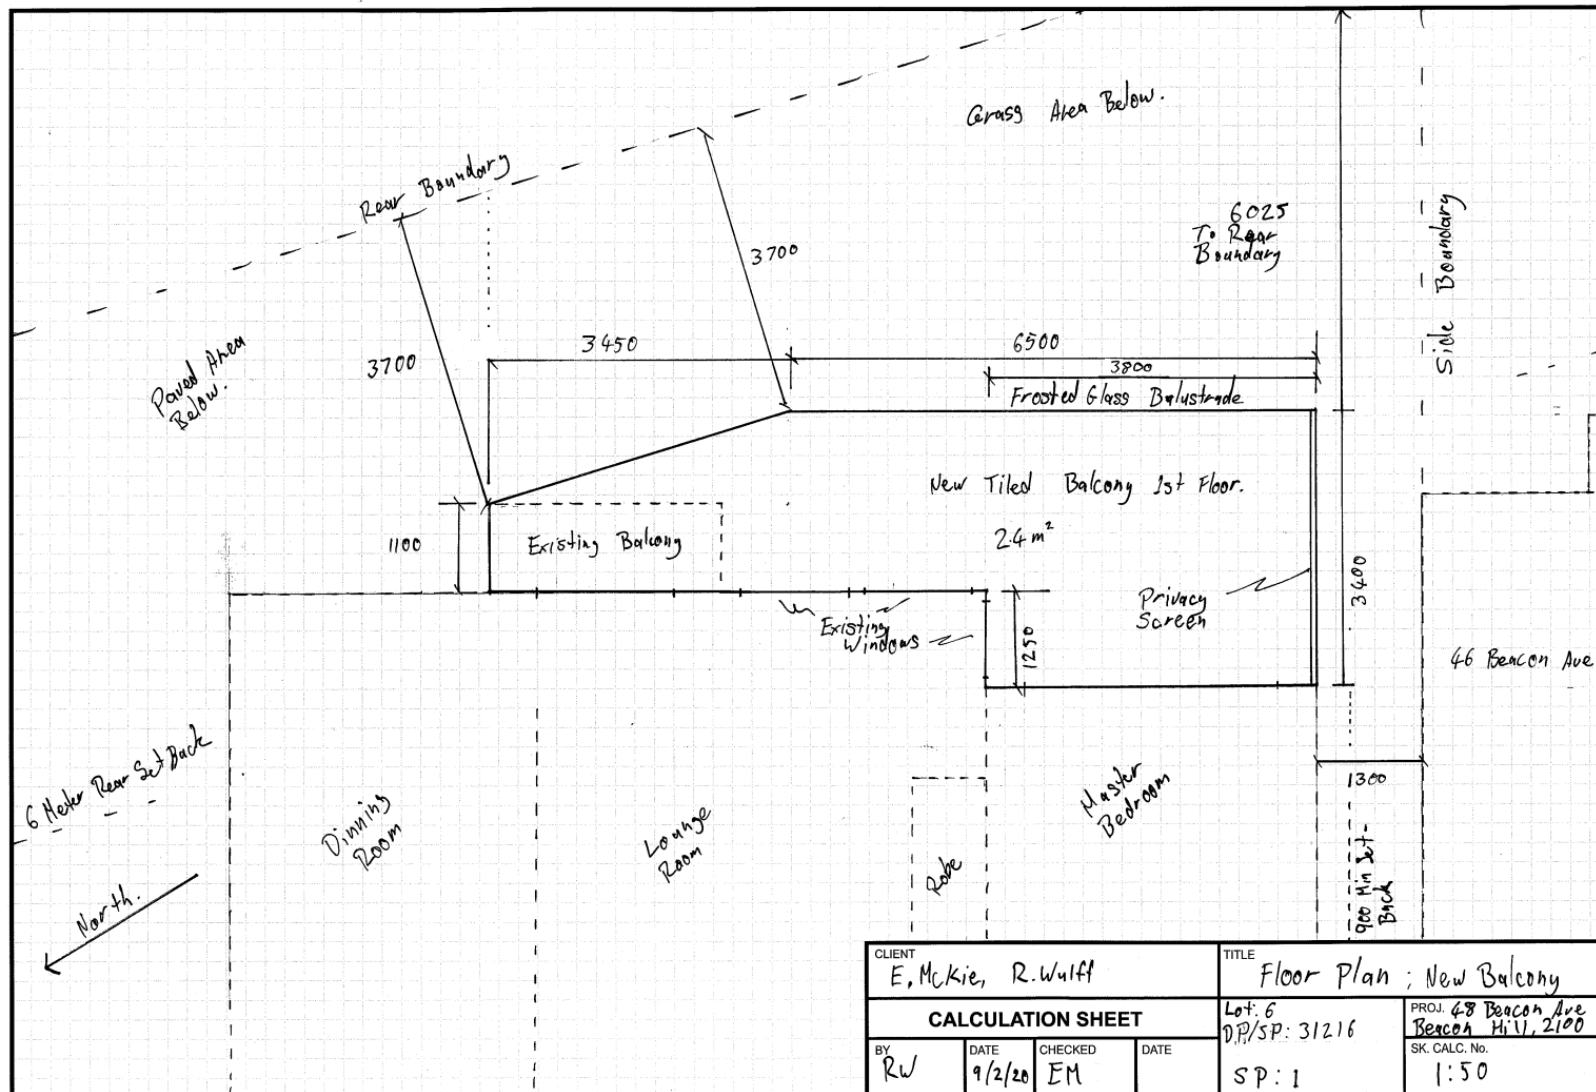 Grass Area Below.
Rear Boundary
6025
To Rear
Boundary
Side Boundary
3700
3450
6500
3700
3800
Paved Area
Below.
Frosted Glass Balustrade
New Tiled Balcony 1st Floor.
24 m²
1100
Existing Balcony
Privacy
Screen
3400
Existing
Windows
1250
46 Beacon Ave
6 Meter Rear Set Back
Dinning
Room
Lounge
Room
Robe
Master
Bedroom
1300
900 Min Set-
Back
North.
CLIENT
E, McKie, R. Wulff
TITLE
Floor Plan ; New Balcony
CALCULATION SHEET
Lot: 6
DP/SP: 31216
SP: 1
PROJ. 48 Beacon Ave
Beacon Hill, 2100
BY
RW
DATE
9/2/20
CHECKED
EM
DATE
SK. CALC. No.
1:50